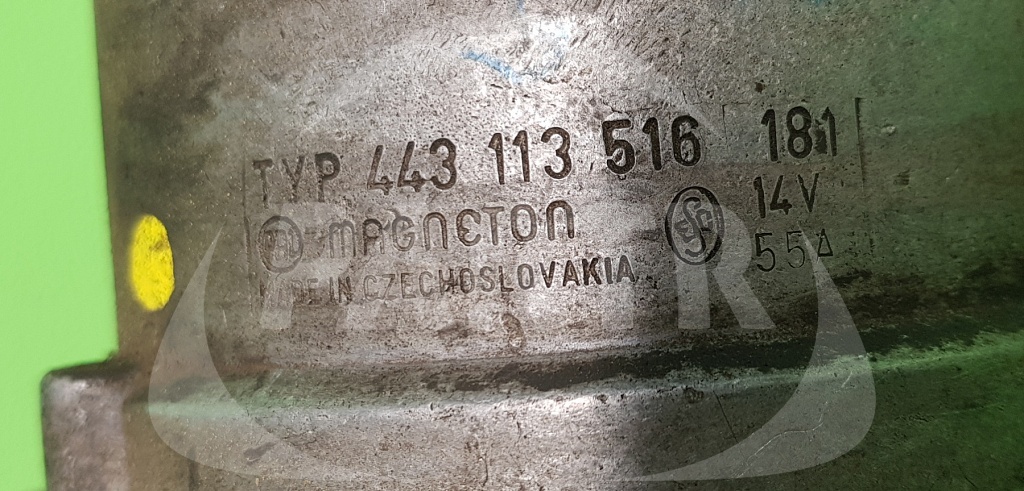 TYP 443 113 516 181
MAGNETON 14V
MADE IN CZECHOSLOVAKIA 55A